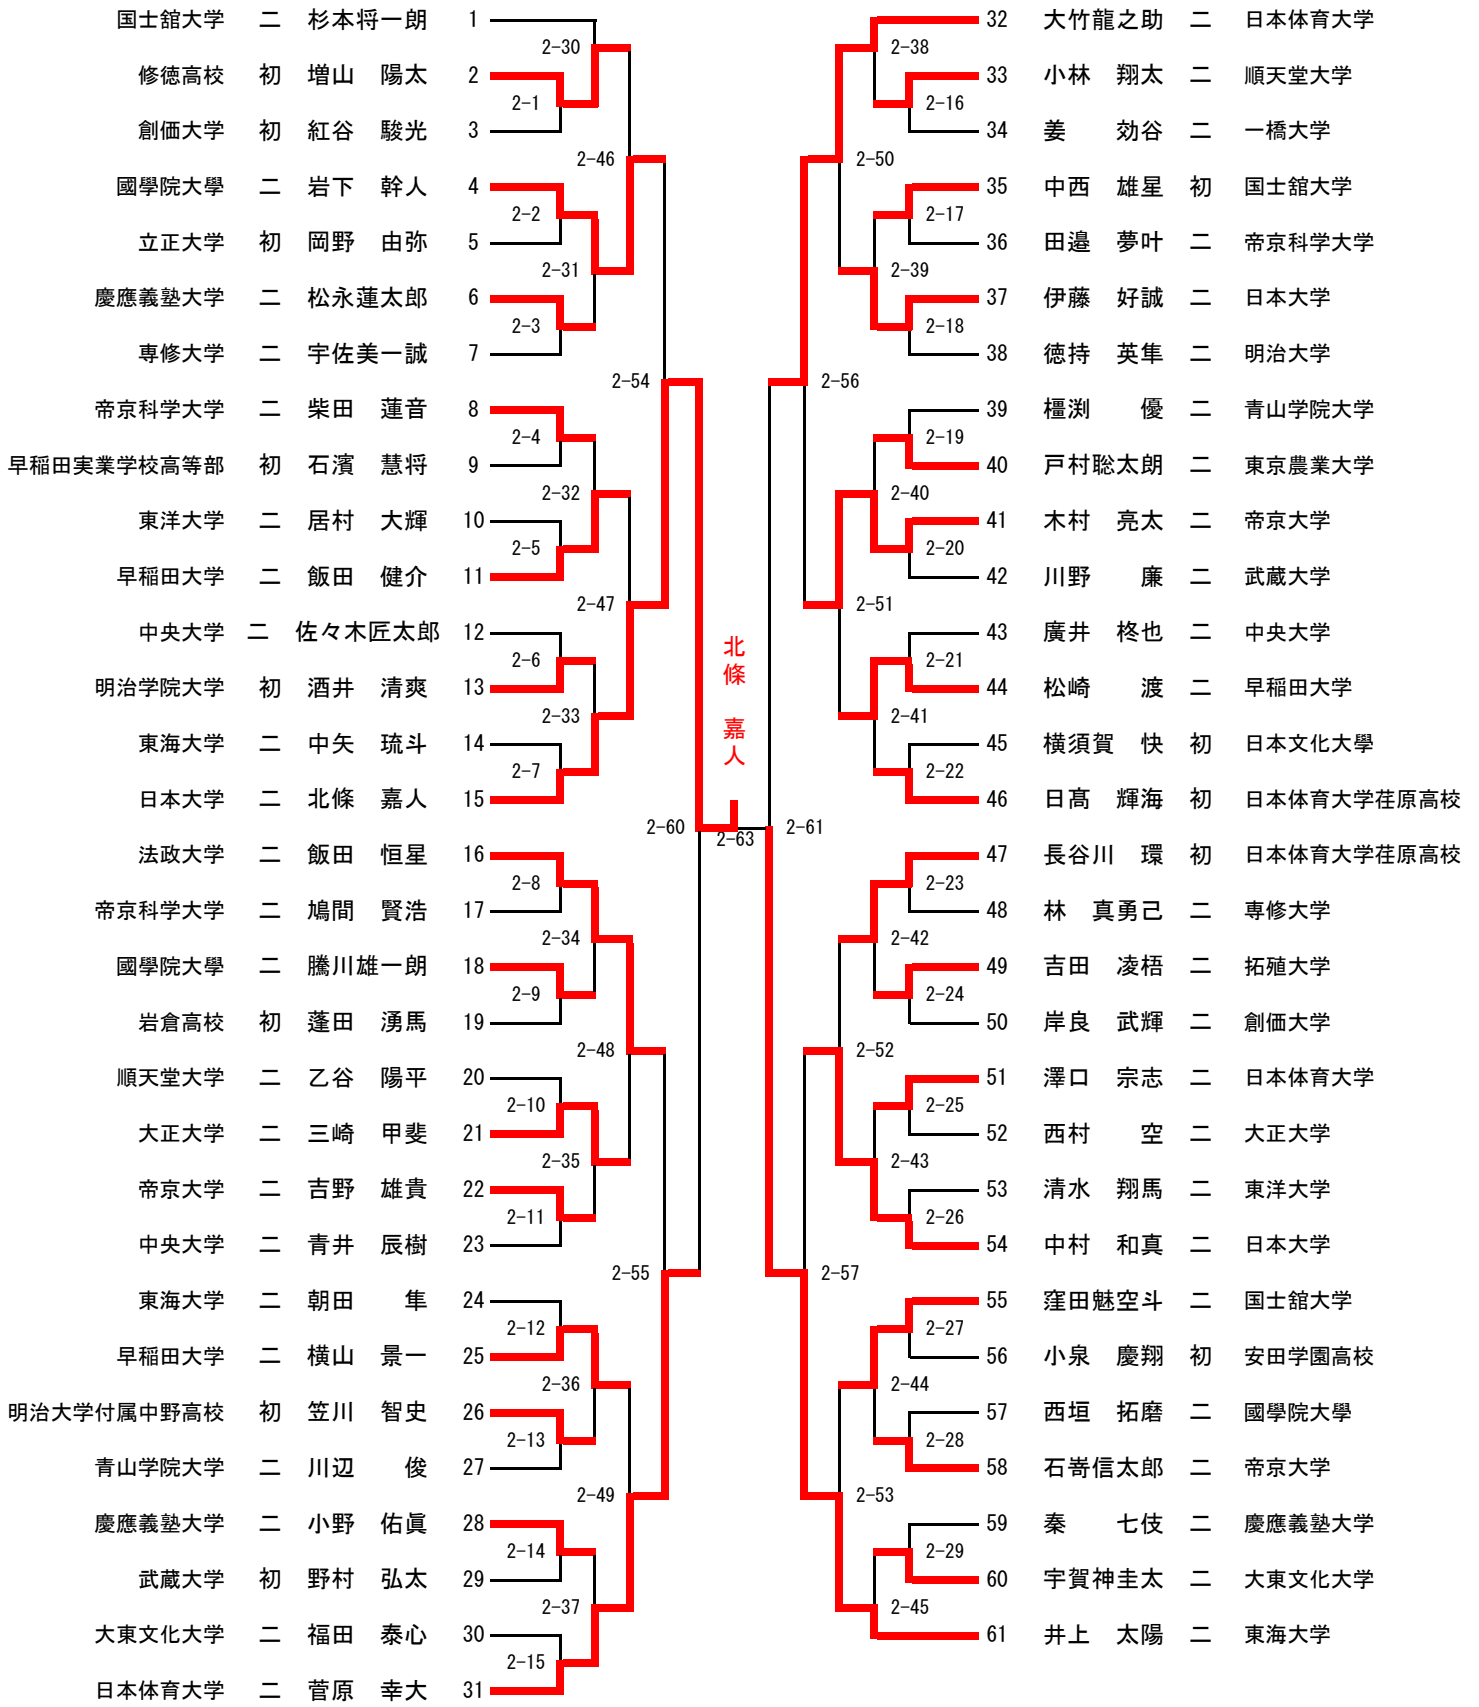 国士舘大学 二 杉本将一朗 1
修徳高校 初 増山 陽太 2
創価大学 初 紅谷 駿光 3
國學院大學 二 岩下 幹人 4
立正大学 初 岡野 由弥 5
慶應義塾大学 二 松永蓮太郎 6
専修大学 二 宇佐美一誠 7
帝京科学大学 二 柴田 蓮音 8
早稲田実業学校高等部 初 石濱 慧将 9
東洋大学 二 居村 大輝 10
早稲田大学 二 飯田 健介 11
中央大学 二 佐々木匠太郎 12
明治学院大学 初 酒井 清爽 13
東海大学 二 中矢 琉斗 14
日本大学 二 北條 嘉人 15
法政大学 二 飯田 恒星 16
帝京科学大学 二 鳩間 賢浩 17
國學院大學 二 騰川雄一朗 18
岩倉高校 初 蓬田 湧馬 19
順天堂大学 二 乙谷 陽平 20
大正大学 二 三崎 甲斐 21
帝京大学 二 吉野 雄貴 22
中央大学 二 青井 辰樹 23
東海大学 二 朝田 隼 24
早稲田大学 二 横山 景一 25
明治大学付属中野高校 初 笠川 智史 26
青山学院大学 二 川辺 俊 27
慶應義塾大学 二 小野 佑眞 28
武蔵大学 初 野村 弘太 29
大東文化大学 二 福田 泰心 30
日本体育大学 二 菅原 幸大 31
2-1
2-2
2-3
2-4
2-5
2-6
2-7
2-8
2-9
2-10
2-11
2-12
2-13
2-14
2-15
2-30
2-31
2-32
2-33
2-34
2-35
2-36
2-37
2-46
2-47
2-48
2-49
2-54
2-55
2-60
北條 嘉人
2-63
2-61
2-56
2-57
2-50
2-51
2-52
2-53
2-38
2-39
2-40
2-41
2-42
2-43
2-44
2-45
2-16
2-17
2-18
2-19
2-20
2-21
2-22
2-23
2-24
2-25
2-26
2-27
2-28
2-29
32 大竹龍之助 二 日本体育大学
33 小林 翔太 二 順天堂大学
34 姜 効谷 二 一橋大学
35 中西 雄星 初 国士舘大学
36 田邉 夢叶 二 帝京科学大学
37 伊藤 好誠 二 日本大学
38 徳持 英隼 二 明治大学
39 橿渕 優 二 青山学院大学
40 戸村聡太朗 二 東京農業大学
41 木村 亮太 二 帝京大学
42 川野 廉 二 武蔵大学
43 廣井 柊也 二 中央大学
44 松崎 渡 二 早稲田大学
45 横須賀 快 初 日本文化大學
46 日髙 輝海 初 日本体育大学荏原高校
47 長谷川 環 初 日本体育大学荏原高校
48 林 真勇己 二 専修大学
49 吉田 凌梧 二 拓殖大学
50 岸良 武輝 二 創価大学
51 澤口 宗志 二 日本体育大学
52 西村 空 二 大正大学
53 清水 翔馬 二 東洋大学
54 中村 和真 二 日本大学
55 窪田魅空斗 二 国士舘大学
56 小泉 慶翔 初 安田学園高校
57 西垣 拓磨 二 國學院大學
58 石嵜信太郎 二 帝京大学
59 秦 七伎 二 慶應義塾大学
60 宇賀神圭太 二 大東文化大学
61 井上 太陽 二 東海大学